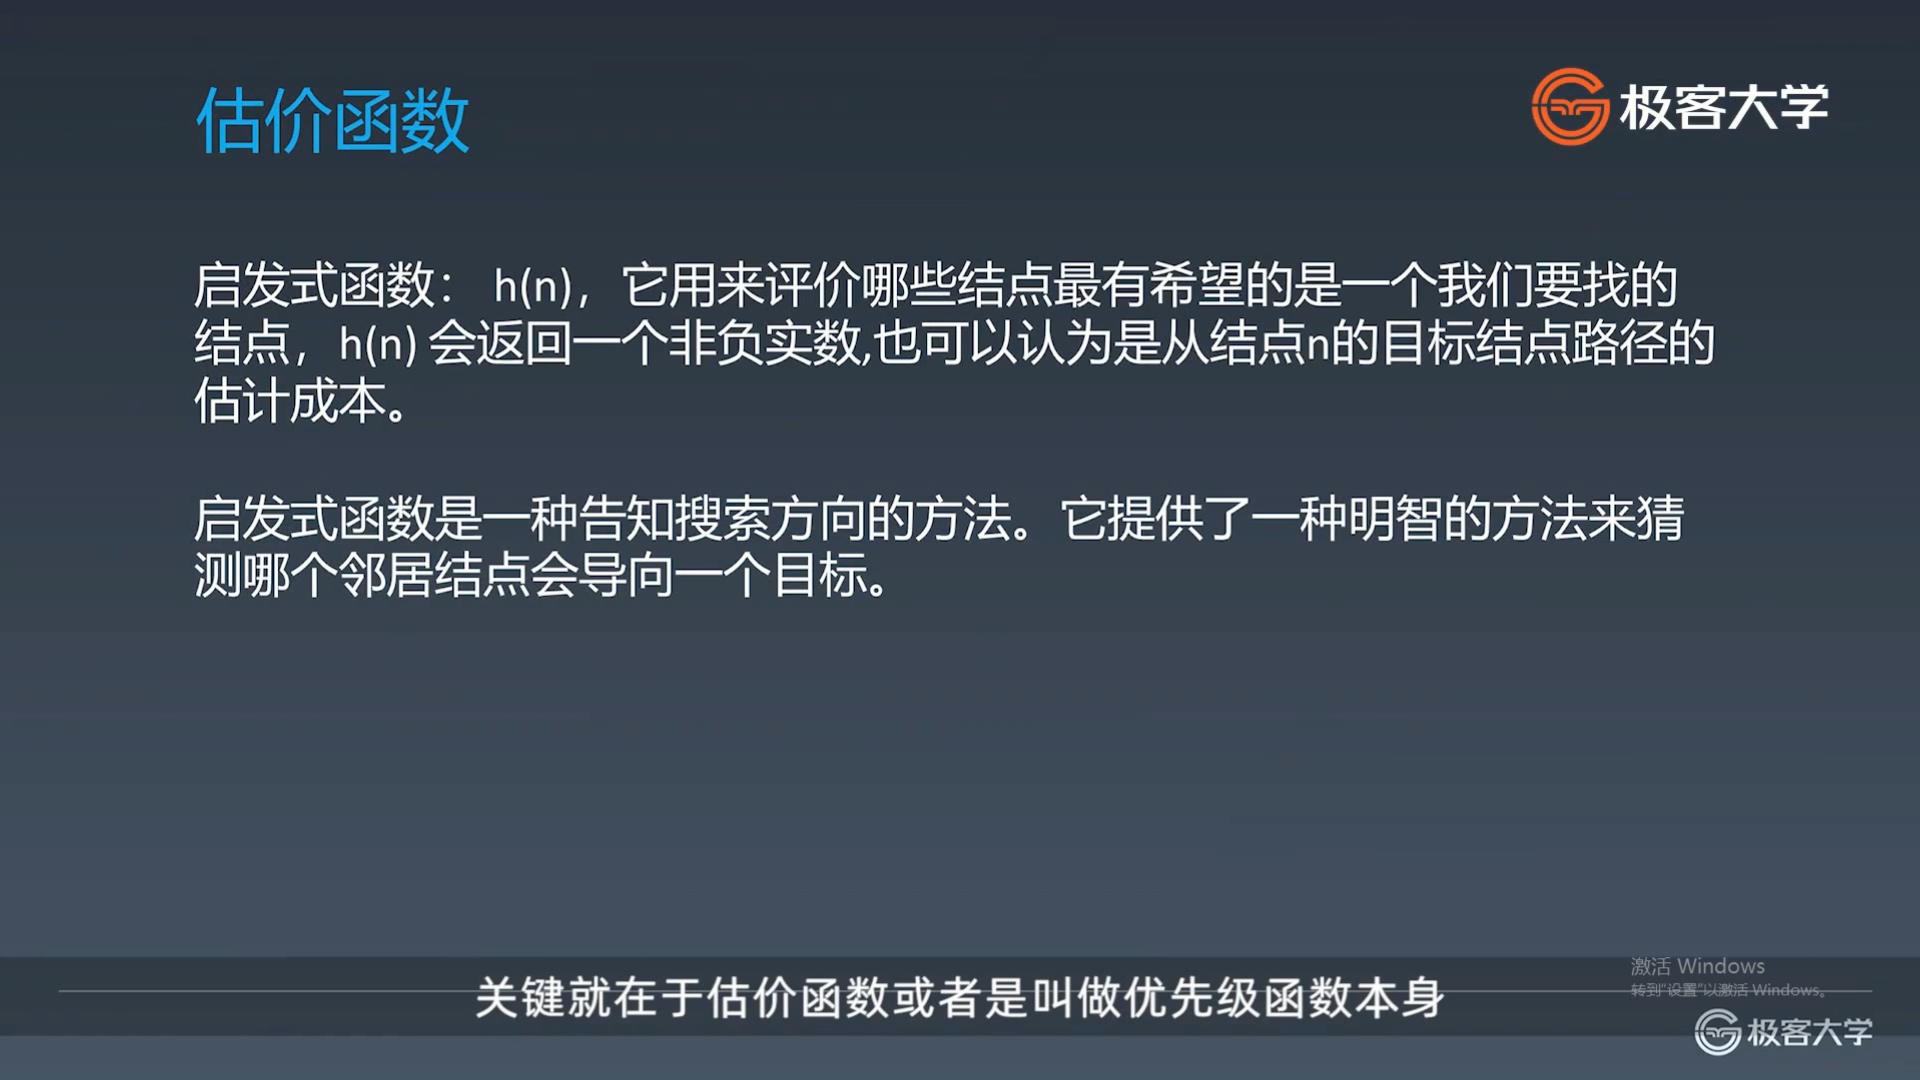 估价函数
极客大学
启发式函数： h(n)，它用来评价哪些结点最有希望的是一个我们要找的
结点，h(n) 会返回一个非负实数,也可以认为是从结点n的目标结点路径的
估计成本。
启发式函数是一种告知搜索方向的方法。它提供了一种明智的方法来猜
测哪个邻居结点会导向一个目标。
关键就在于估价函数或者是叫做优先级函数本身
激活 Windows
转到“设置”以激活 Windows。
极客大学